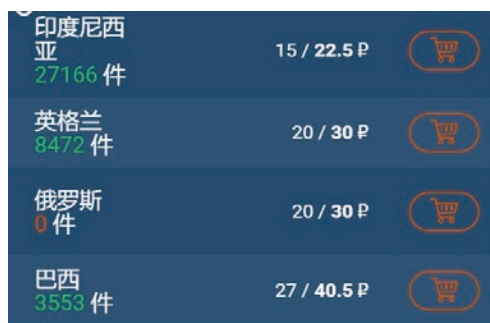 印度尼西
亚
27166 件
15 / 22.5 ₽
英格兰
8472 件
20 / 30 ₽
俄罗斯
0 件
20 / 30 ₽
巴西
3553 件
27 / 40.5 ₽